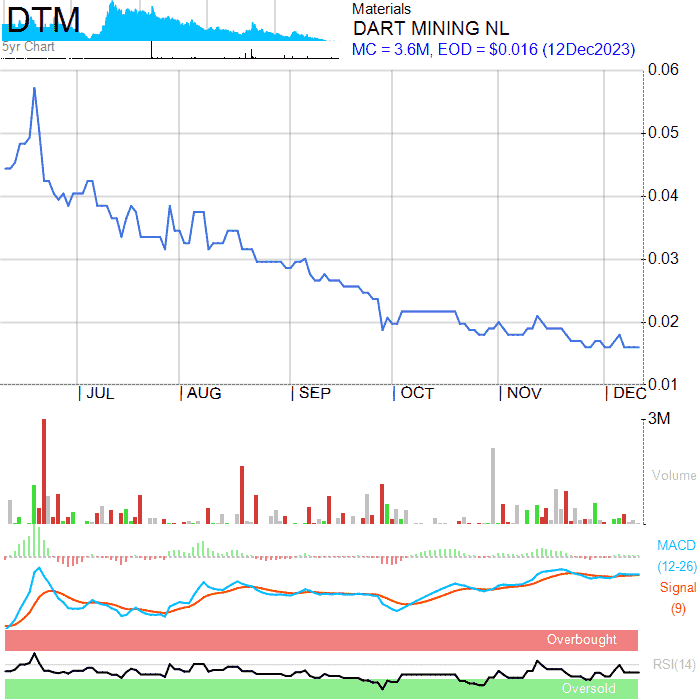 DTM
5yr Chart
Materials
DART MINING NL
MC = 3.6M, EOD = $0.016 (12Dec2023)
0.06
0.05
0.04
0.03
0.02
0.01
| JUL | AUG | SEP | OCT | NOV | DEC
3M
Volume
MACD
(12-26)
Signal
(9)
Overbought
RSI(14)
Oversold